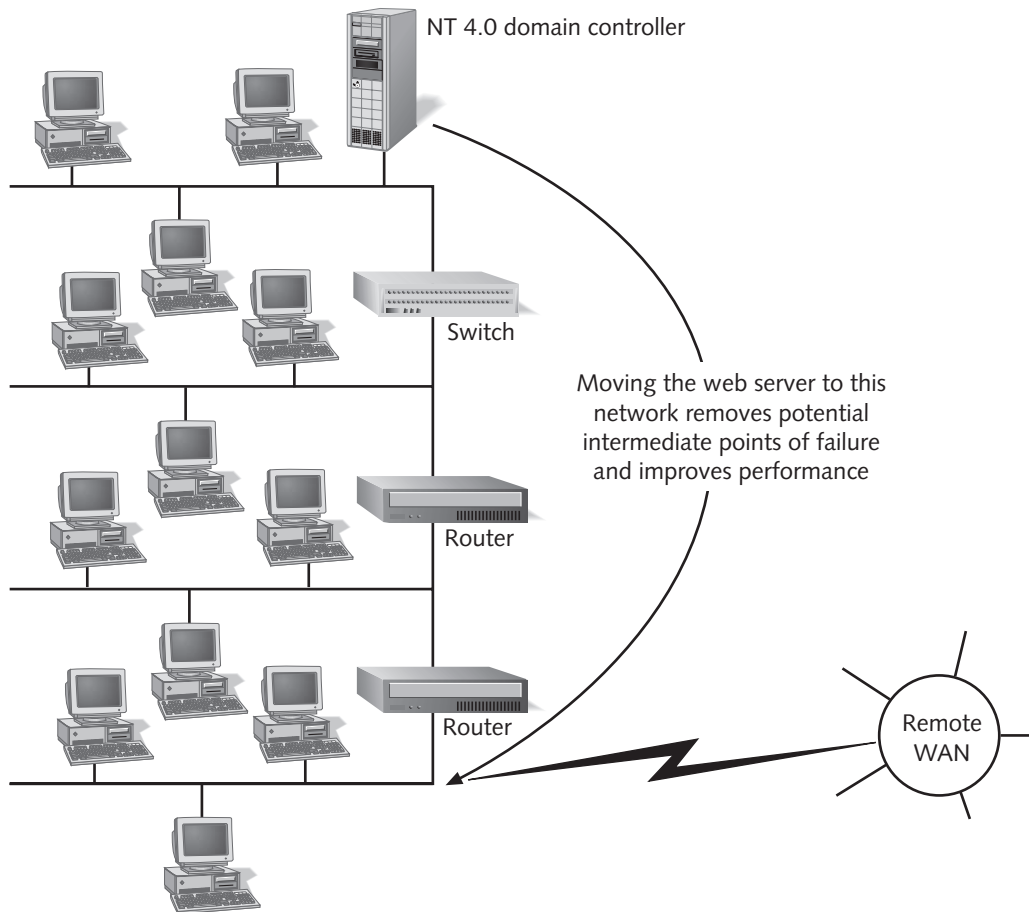 NT 4.0 domain controller
Switch
Moving the web server to this
network removes potential
intermediate points of failure
and improves performance
Router
Router
Remote
WAN